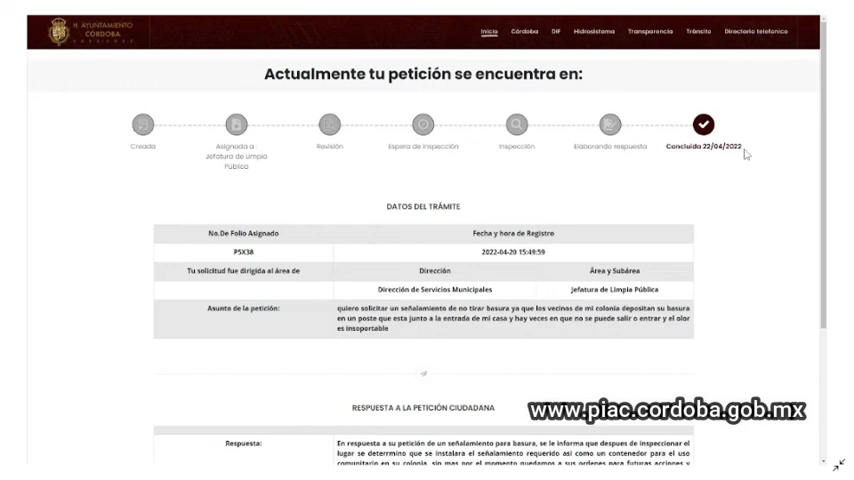 H. AYUNTAMIENTO
CÓRDOBA
Inicio Córdoba DIF Hidrosistema Transparencia Tránsito Directorio telefonico
Actualmente tu petición se encuentra en:
Creada
Asignada a :
Jefatura de Limpia
Público
Revisión
Espera de inspección
Inspección
Elaborando respuesta
Concluida 22/04/2022
DATOS DEL TRÁMITE
No.De Folio Asignado Fecha y hora de Registro
P5X38 2022-04-20 15:49:59
Tu solicitud fue dirigida al área de Dirección Área y Subárea
Dirección de Servicios Municipales Jefatura de Limpia Pública
Asunto de la petición: quiero solicitar un señalamiento de no tirar basura ya que los vecinos de mi colonia depositan su basura
en un poste que esta junto a la entrada de mi casa y hay veces en que no se puede salir o entrar y el olor
es insoportable
RESPUESTA A LA PETICIÓN CIUDADANA
www.piac.cordoba.gob.mx
Respuesta: En respuesta a su petición de un señalamiento para basura, se le informa que despues de inspeccionar el
lugar se determino que se instalara el señalamiento requerido asi como un contenedor para el uso
comunitario en su colonia, sin mas por el momento quedamos a sus ordenes para futuras acciones y